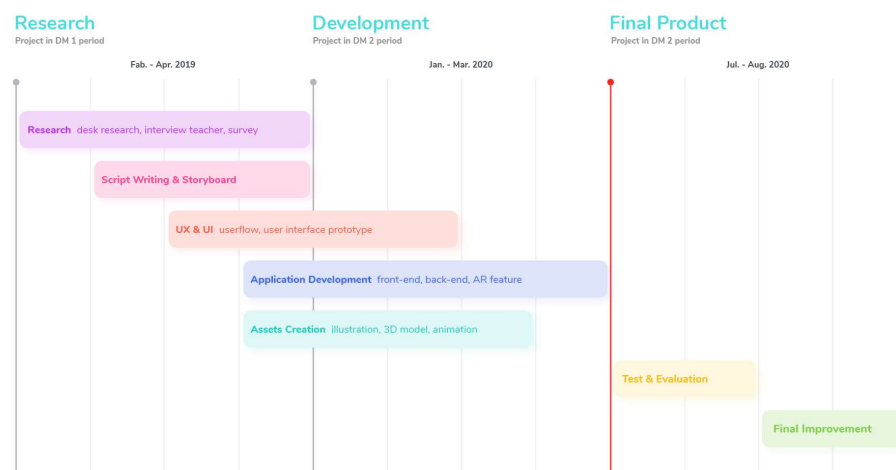 Research
Project in DM 1 period
Development
Project in DM 2 period
Final Product
Project in DM 2 period
Fab. - Apr. 2019
Jan. - Mar. 2020
Jul. - Aug. 2020
Research desk research, interview teacher, survey
Script Writing & Storyboard
UX & UI userflow, user interface prototype
Application Development front-end, back-end, AR feature
Assets Creation illustration, 3D model, animation
Test & Evaluation
Final Improvement